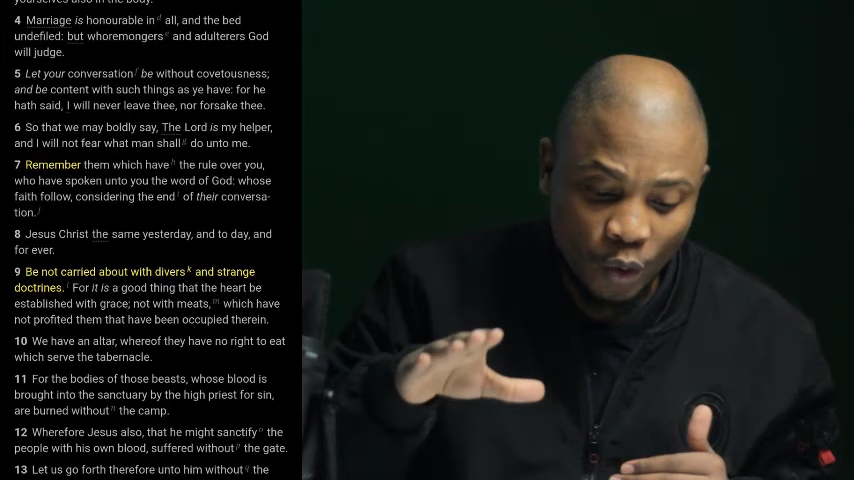 yourselves also in the body.
4 Marriage is honourable in d all, and the bed
undefiled: but whoremongers e and adulterers God
will judge.
5 Let your conversation f be without covetousness;
and be content with such things as ye have: for he
hath said, I will never leave thee, nor forsake thee.
6 So that we may boldly say, The Lord is my helper,
and I will not fear what man shall g do unto me.
7 Remember them which have h the rule over you,
who have spoken unto you the word of God: whose
faith follow, considering the end i of their conversa-
tion. j
8 Jesus Christ the same yesterday, and to day, and
for ever.
9 Be not carried about with divers k and strange
doctrines. l For it is a good thing that the heart be
established with grace; not with meats, m which have
not profited them that have been occupied therein.
10 We have an altar, whereof they have no right to eat
which serve the tabernacle.
11 For the bodies of those beasts, whose blood is
brought into the sanctuary by the high priest for sin,
are burned without n the camp.
12 Wherefore Jesus also, that he might sanctify o the
people with his own blood, suffered without p the gate.
13 Let us go forth therefore unto him without q the